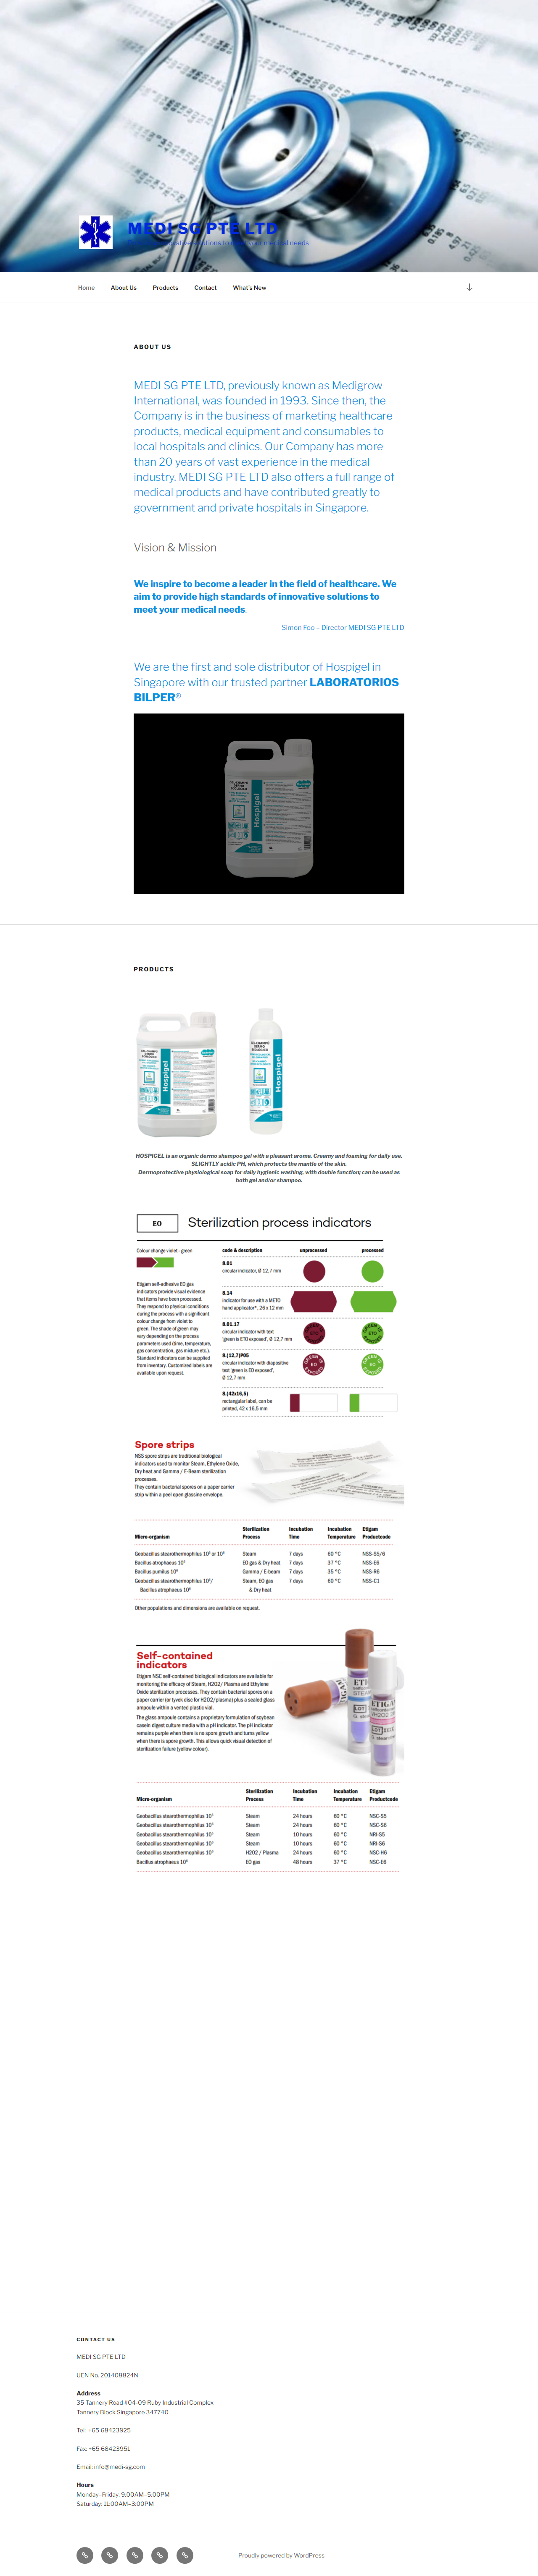 MEDI SG PTE LTD
solutions to your medical needs
Home About Us Products Contact What's New
ABOUT US
MEDI SG PTE LTD, previously known as Medigrow
International, was founded in 1993. Since then, the
Company is in the business of marketing healthcare
products, medical equipment and consumables to
local hospitals and clinics. Our Company has more
than 20 years of vast experience in the medical
industry. MEDI SG PTE LTD also offers a full range of
medical products and have contributed greatly to
government and private hospitals in Singapore.
Vision & Mission
We inspire to become a leader in the field of healthcare. We
aim to provide high standards of innovative solutions to
meet your medical needs
Simon Foo – Director MEDI SG PTE LTD
We are the first and sole distributor of Hospigel in
Singapore with our trusted partner LABORATORIOS
BILPER®
Hospigel
PRODUCTS
Hospigel
Hospigel
HOSPIGEL is an organic dermo shampoo gel with a pleasant aroma. Creamy and foaming for daily use.
SLIGHTLY acidic PH, which protects the mantle of the skin.
Dermoprotective physiological soap for daily hygienic washing, with double function; can be used as
both gel and/or shampoo.
EO Sterilization process indicators
Colour change violet - green
Etigam self-adhesive EO gas
indicators provide visual evidence
that items have been processed.
They respond to physical conditions
during the process with a significant
colour change from violet to
green. The shade of green may
vary depending on the process
parameters used (time, temperature,
gas concentration, gas mixture etc.).
Standard indicators can be supplied
from inventory. Customized labels are
available upon request.
code & description unprocessed processed
8.01
circular indicator, Ø 12,7 mm
8.14
indicator for use with a METO
hand applicator*, 26 x 12 mm
8.01.17
circular indicator with text
'green is ETO exposed', Ø 12,7 mm
8.(12,7)P05
circular indicator with diapositive
text 'green is EO exposed',
Ø 12,7 mm
8.(42x16,5)
rectangular label, can be
printed, 42 x 16,5 mm
Spore strips
NSS spore strips are traditional biological
indicators used to monitor Steam, Ethylene Oxide,
Dry heat and Gamma / E-Beam sterilization
processes.
They contain bacterial spores on a paper carrier
strip within a peel open glassine envelope.
Micro-organism Sterilization Process Incubation Time Incubation Temperature Etigam Productcode
Geobacillus stearothermophilus 10⁵ or 10⁶ Steam 7 days 60 °C NSS-S5/6
Bacillus atrophaeus 10⁶ EO gas & Dry heat 7 days 37 °C NSS-E6
Bacillus pumilus 10⁶ Gamma / E-beam 7 days 35 °C NSS-R6
Geobacillus stearothermophilus 10⁵/ Steam, EO gas 7 days 60 °C NSS-C1
Bacillus atrophaeus 10⁶ & Dry heat
Other populations and dimensions are available on request.
Self-contained
indicators
Etigam NSC self-contained biological indicators are available for
monitoring the efficacy of Steam, H2O2/ Plasma and Ethylene
Oxide sterilization processes. They contain bacterial spores on a
paper carrier (or tyvek disc for H2O2/plasma) plus a sealed glass
ampoule within a vented plastic vial.
The glass ampoule contains a proprietary formulation of soybean
casein digest culture media with a pH indicator. The pH indicator
remains purple when there is no spore growth and turns yellow
when there is spore growth. This allows quick visual detection of
sterilization failure (yellow colour).
Micro-organism Sterilization Process Incubation Time Incubation Temperature Etigam Productcode
Geobacillus stearothermophilus 10⁵ Steam 24 hours 60 °C NSC-S5
Geobacillus stearothermophilus 10⁶ Steam 24 hours 60 °C NSC-S6
Geobacillus stearothermophilus 10⁵ Steam 10 hours 60 °C NRI-S5
Geobacillus stearothermophilus 10⁶ Steam 10 hours 60 °C NRI-S6
Geobacillus stearothermophilus 10⁶ H2O2 / Plasma 24 hours 60 °C NSC-H6
Bacillus atrophaeus 10⁶ EO gas 48 hours 37 °C NSC-E6
CONTACT US
MEDI SG PTE LTD
UEN No. 201408824N
Address
35 Tannery Road #04-09 Ruby Industrial Complex
Tannery Block Singapore 347740
Tel: +65 68423925
Fax: +65 68423951
Email: info@medi-sg.com
Hours
Monday–Friday: 9:00AM–5:00PM
Saturday: 11:00AM–3:00PM
Proudly powered by WordPress